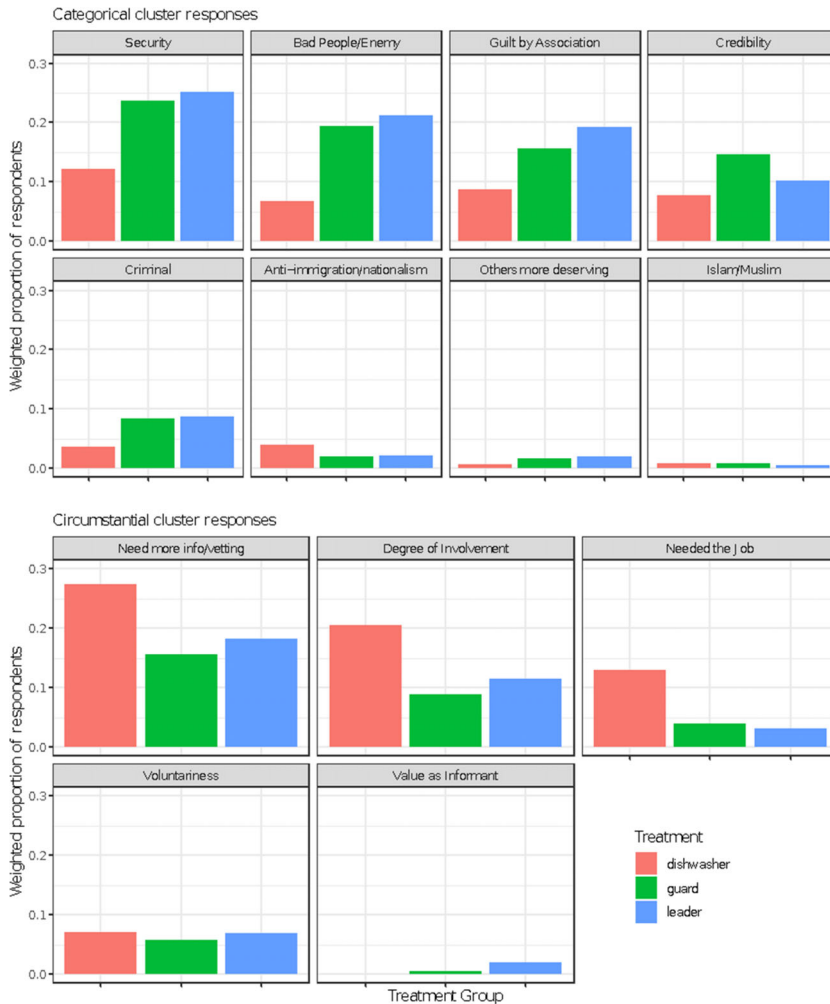 Categorical cluster responses
Security Bad People/Enemy Guilt by Association Credibility
0.3
0.2
0.1
0.0
Criminal Anti-immigration/nationalism Others more deserving Islam/Muslim
0.3
0.2
0.1
0.0
Weighted proportion of respondents
Circumstantial cluster responses
Need more info/vetting Degree of Involvement Needed the Job
0.3
0.2
0.1
0.0
Voluntariness Value as Informant
0.3
0.2
0.1
0.0
Weighted proportion of respondents
Treatment
dishwasher
guard
leader
Treatment Group